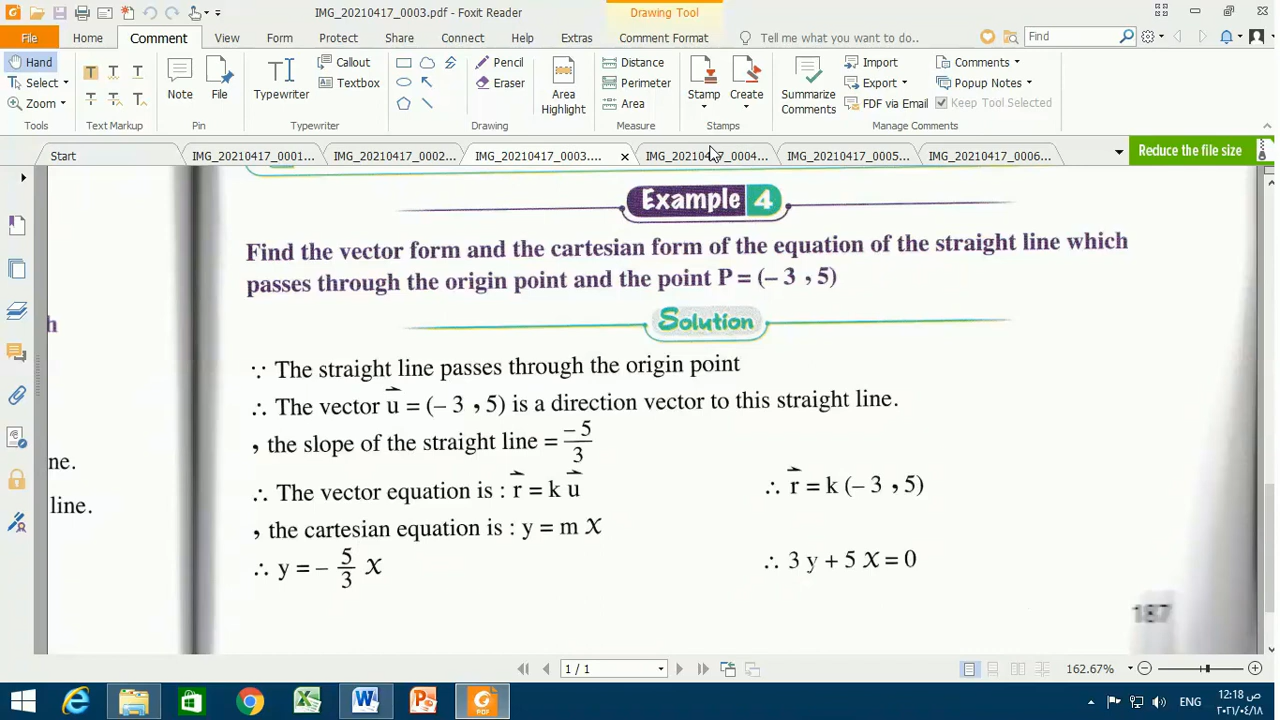 IMG_20210417_0003.pdf - Foxit Reader
Drawing Tool
File Home Comment View Form Protect Share Connect Help Extras Comment Format Tell me what you want to do.. Find
Hand
Select
Zoom
Tools
Text Markup
Note
File
Pin
Typewriter
Callout
Textbox
Typewriter
Area Highlight
Pencil
Eraser
Drawing
Distance
Perimeter
Area
Measure
Stamp
Create
Stamps
Summarize Comments
Import
Export
FDF via Email
Comments
Popup Notes
Keep Tool Selected
Manage Comments
Start IMG_20210417_0001... IMG_20210417_0002... IMG_20210417_0003.... IMG_20210417_0004... IMG_20210417_0005... IMG_20210417_0006... Reduce the file size
Example 4
Find the vector form and the cartesian form of the equation of the straight line which
passes through the origin point and the point P = (– 3 , 5)
Solution
∵ The straight line passes through the origin point
∴ The vector u⃗ = (– 3 , 5) is a direction vector to this straight line.
, the slope of the straight line = –5/3
∴ The vector equation is : r⃗ = k u⃗ ∴ r⃗ = k (– 3 , 5)
, the cartesian equation is : y = m x
∴ y = – 5/3 x ∴ 3 y + 5 x = 0
187
ne.
line.
1 / 1
162.67%
ENG
12:18 ص
٢٠٢١/٠٤/١٨